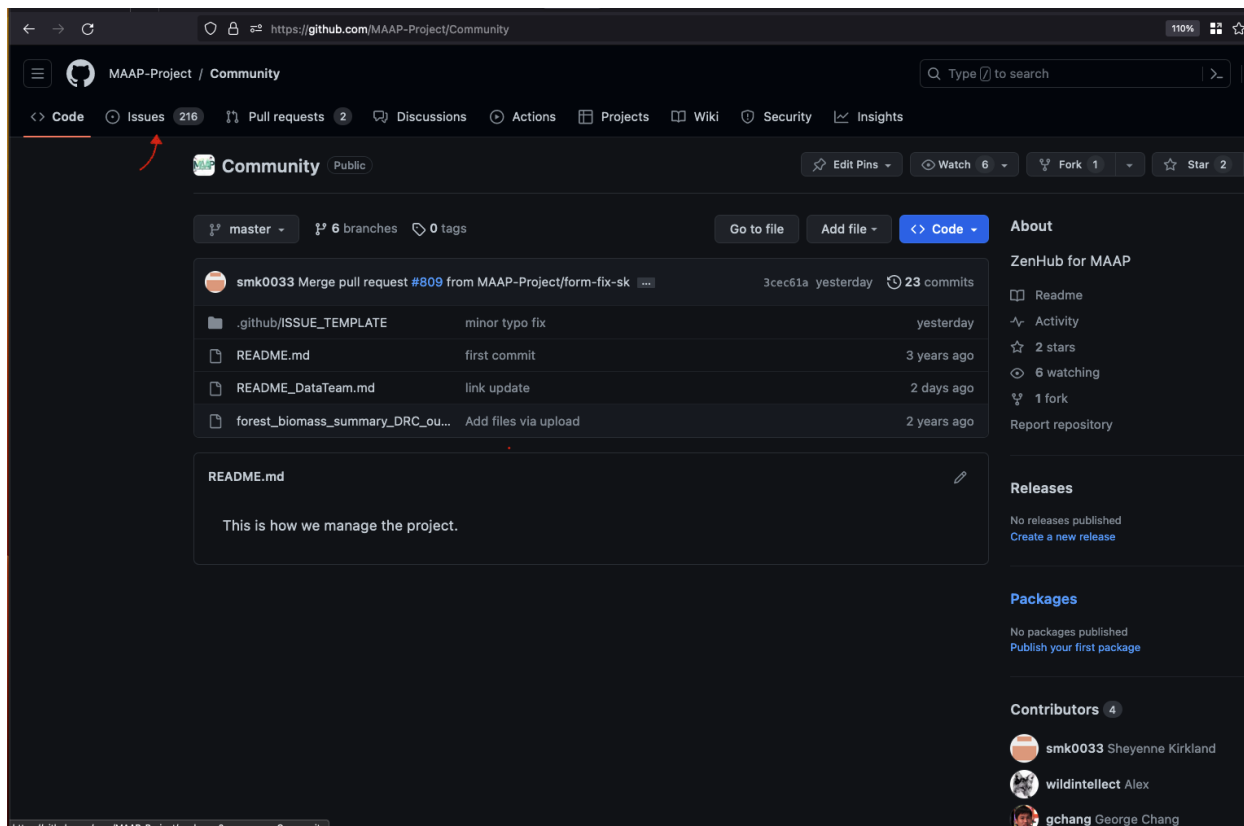 https://github.com/MAAP-Project/Community 110%
MAAP-Project / Community Type / to search
Code Issues 216 Pull requests 2 Discussions Actions Projects Wiki Security Insights
Community Public Edit Pins Watch 6 Fork 1 Star 2
master 6 branches 0 tags Go to file Add file <> Code
smk0033 Merge pull request #809 from MAAP-Project/form-fix-sk ... 3cec61a yesterday 23 commits
.github/ISSUE_TEMPLATE minor typo fix yesterday
README.md first commit 3 years ago
README_DataTeam.md link update 2 days ago
forest_biomass_summary_DRC_ou... Add files via upload 2 years ago
README.md
This is how we manage the project.
About
ZenHub for MAAP
Readme
Activity
2 stars
6 watching
1 fork
Report repository
Releases
No releases published
Create a new release
Packages
No packages published
Publish your first package
Contributors 4
smk0033 Sheyenne Kirkland
wildintellect Alex
gchang George Chang